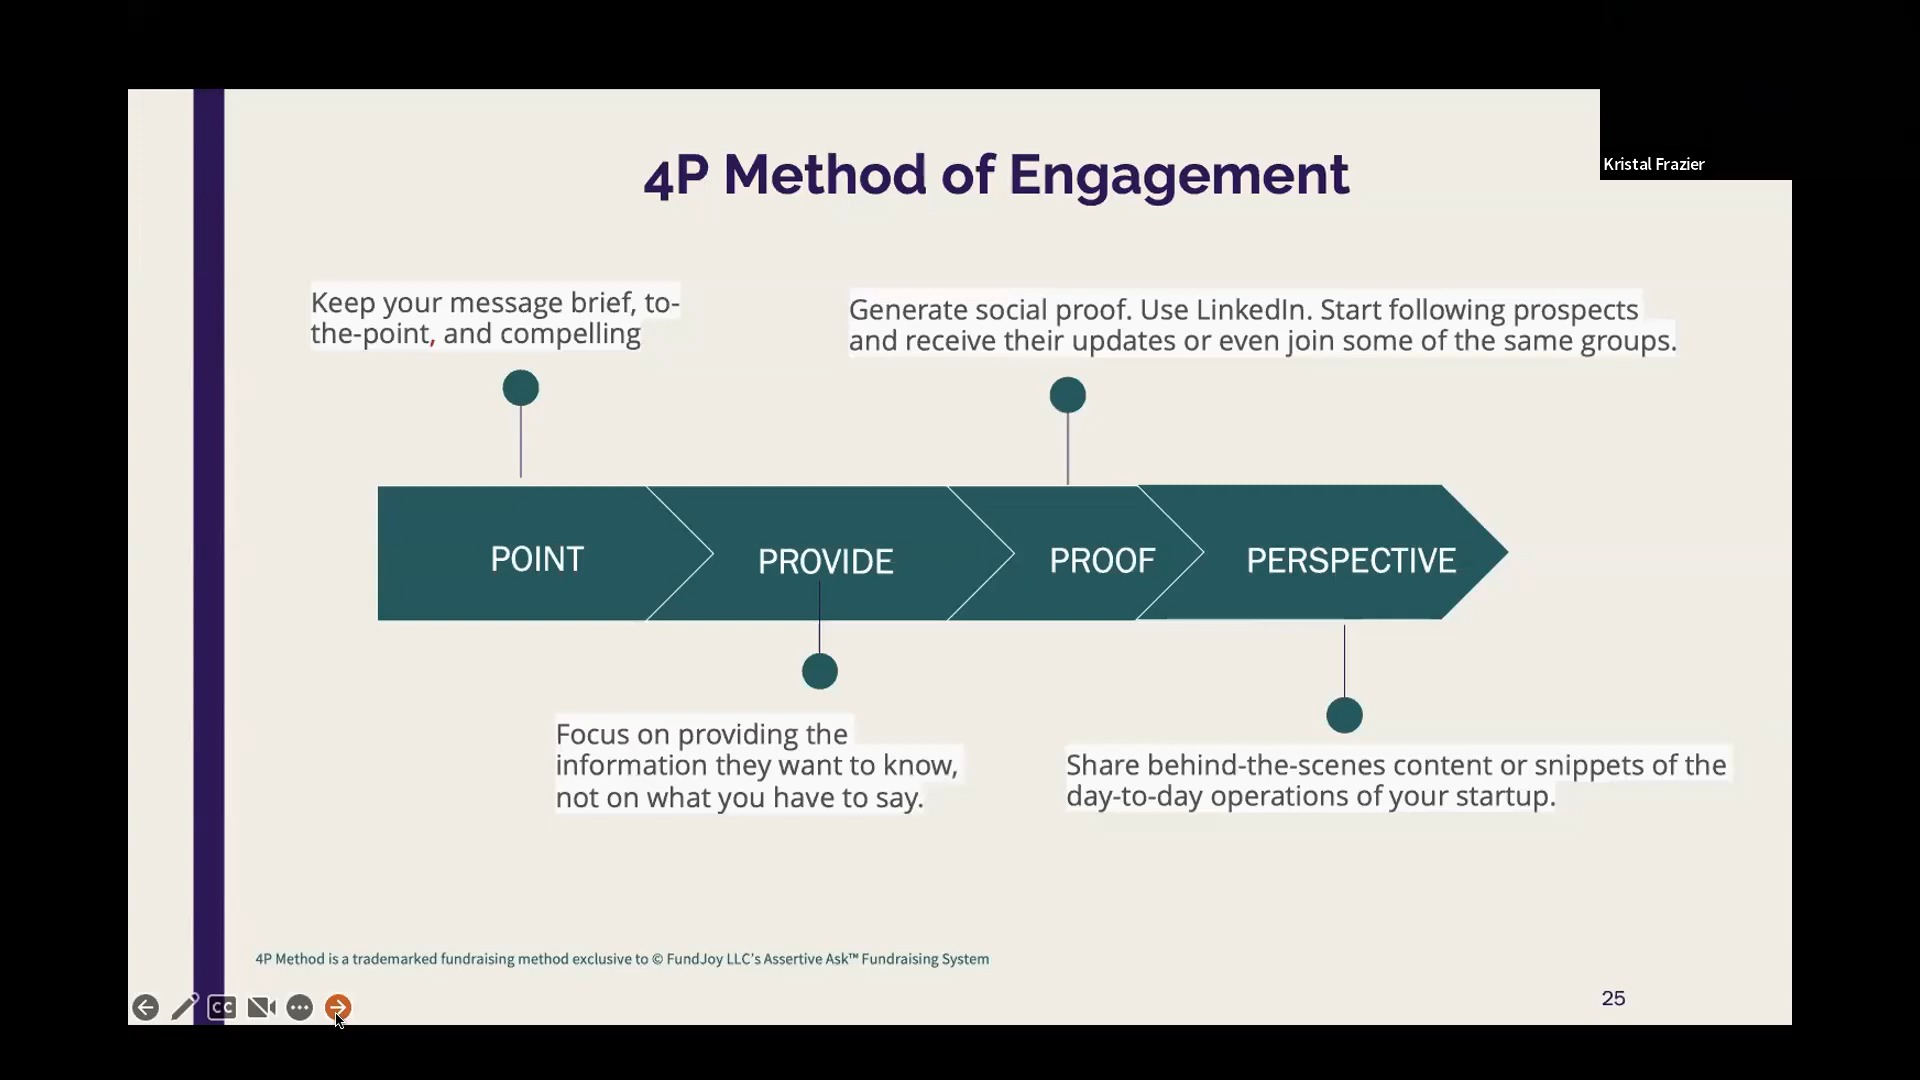 Kristal Frazier
4P Method of Engagement
Keep your message brief, to-
the-point, and compelling
Generate social proof. Use LinkedIn. Start following prospects
and receive their updates or even join some of the same groups.
POINT
PROVIDE
PROOF
PERSPECTIVE
Focus on providing the
information they want to know,
not on what you have to say.
Share behind-the-scenes content or snippets of the
day-to-day operations of your startup.
4P Method is a trademarked fundraising method exclusive to © FundJoy LLC's Assertive Ask™ Fundraising System
CC
25